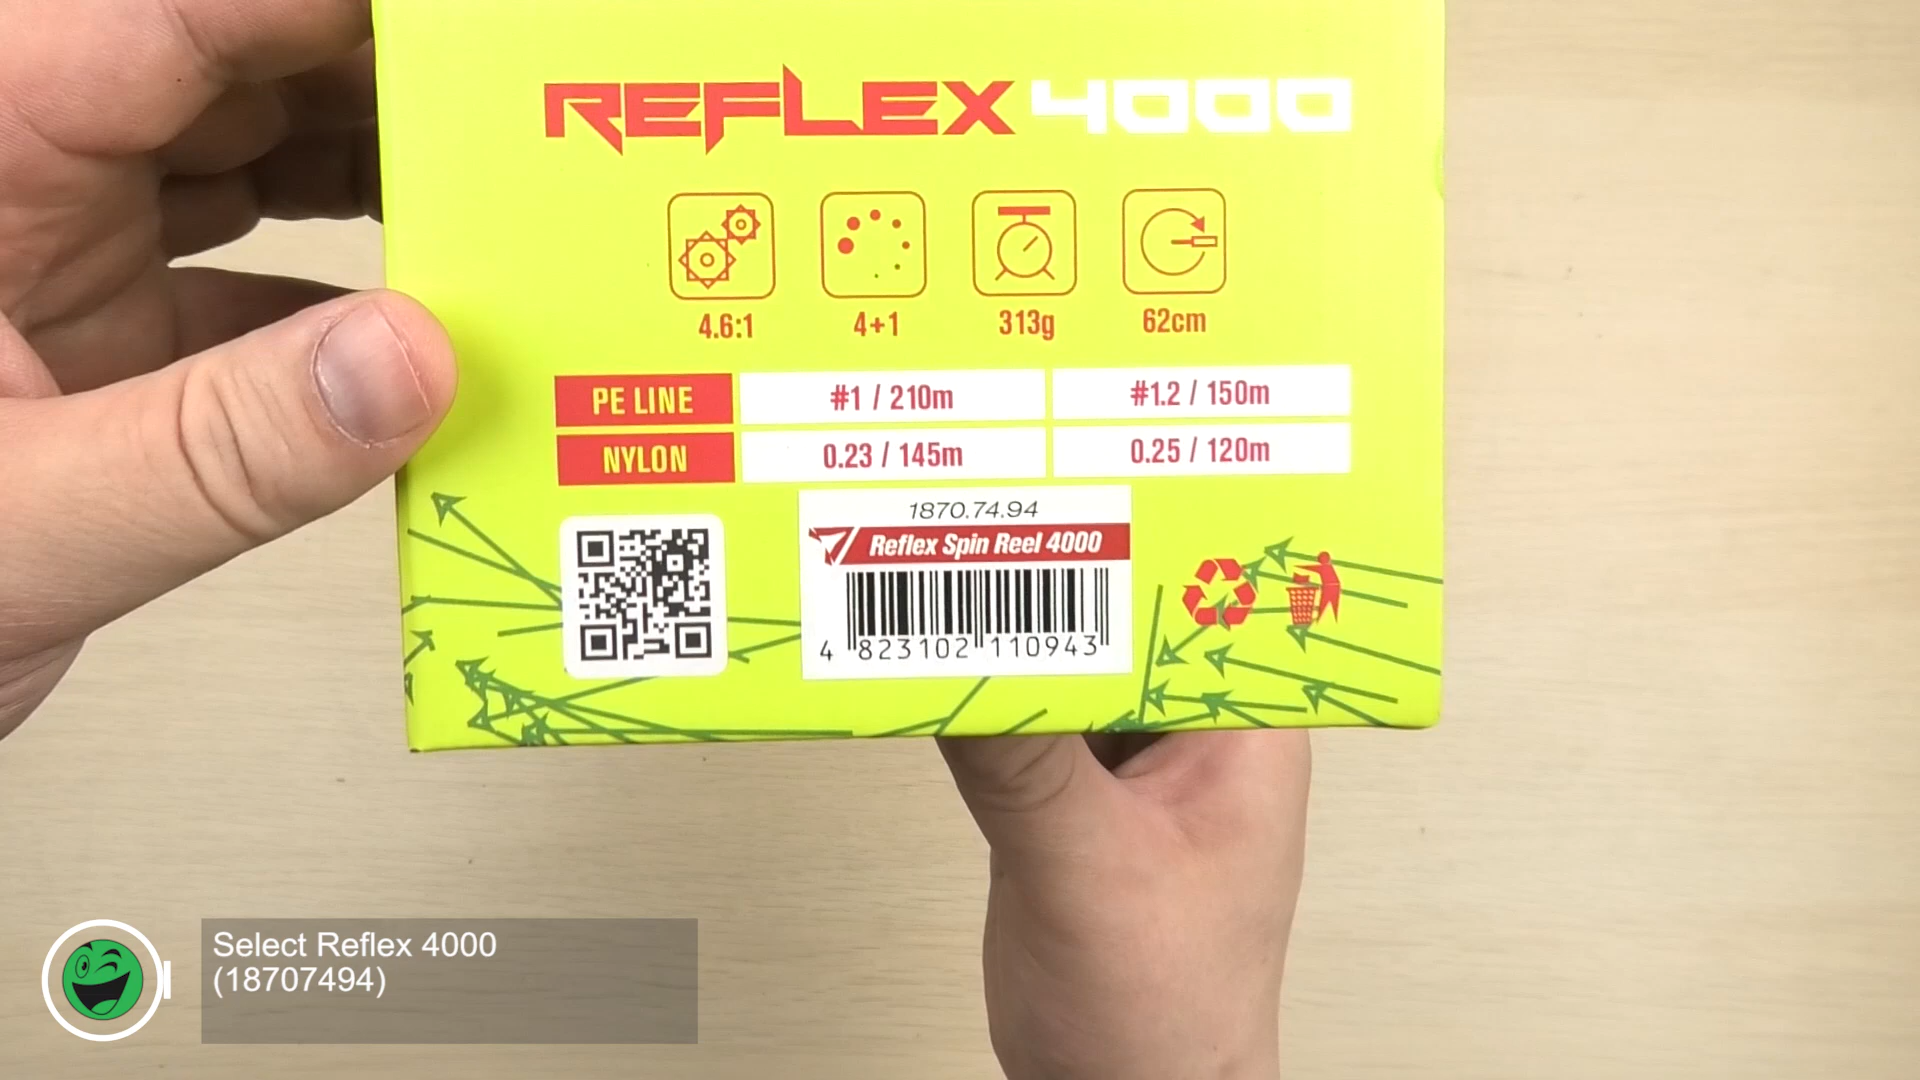 REFLEX 4000
4.6:1 4+1 313g 62cm
PE LINE #1 / 210m #1.2 / 150m
NYLON 0.23 / 145m 0.25 / 120m
1870.74.94
Reflex Spin Reel 4000
4 823102 110943
Select Reflex 4000
(18707494)